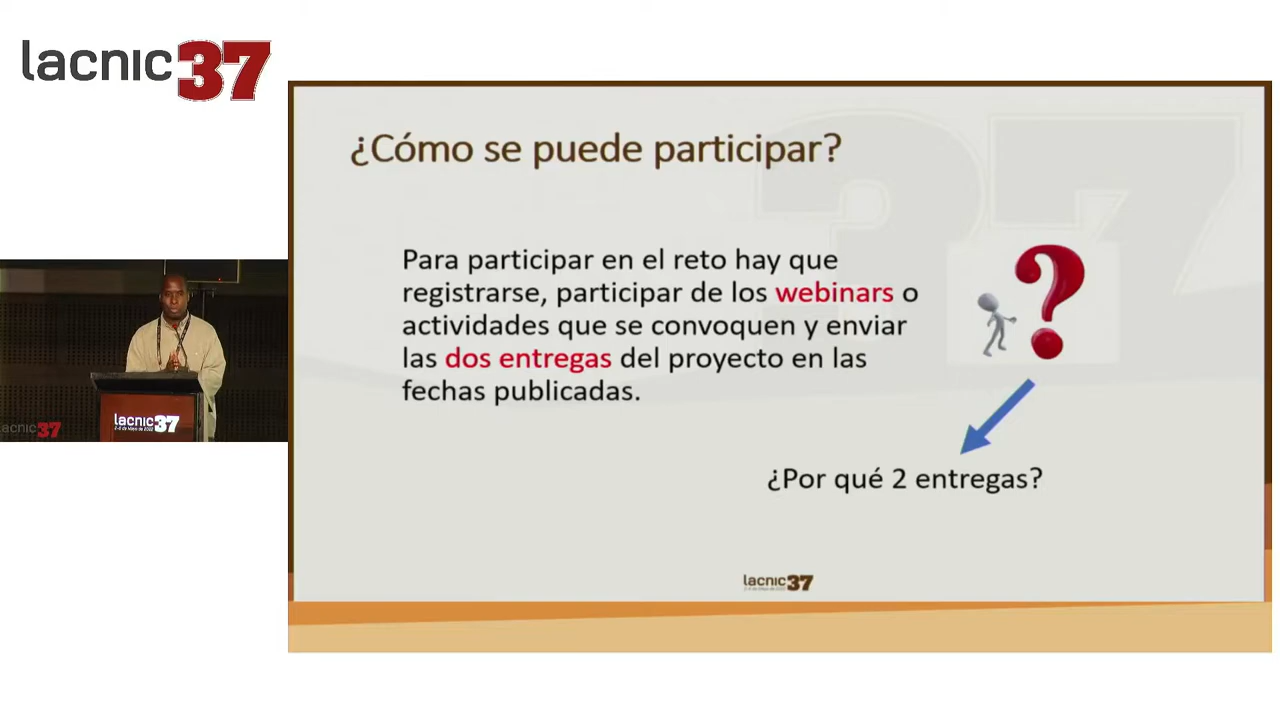 lacnic37
¿Cómo se puede participar?
Para participar en el reto hay que
registrarse, participar de los webinars o
actividades que se convoquen y enviar
las dos entregas del proyecto en las
fechas publicadas.
¿Por qué 2 entregas?
lacnic37
lacnic37
lacnic37